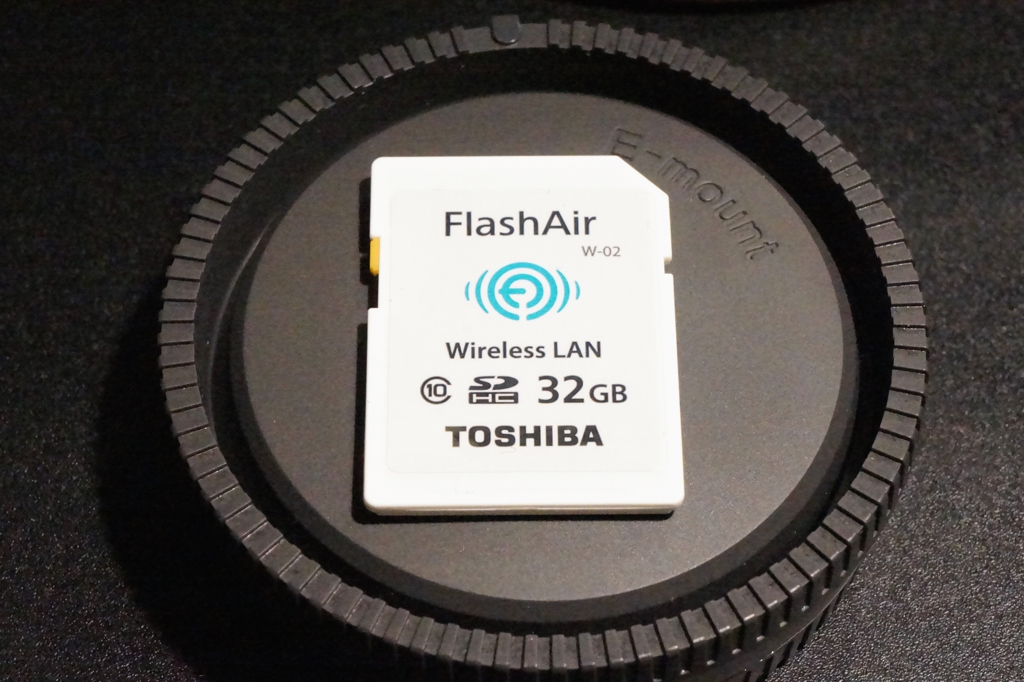 E-mount
FlashAir
W-02
Wireless LAN
10 SD HC 32GB
TOSHIBA